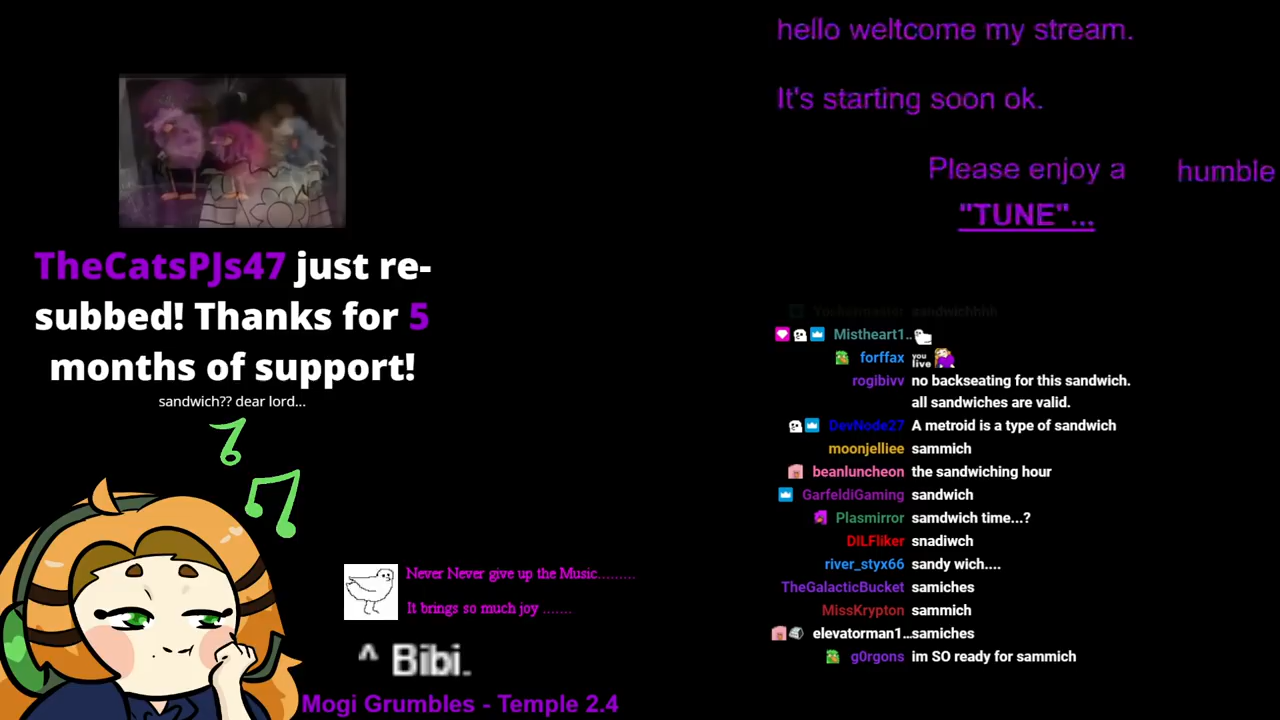 hello weltcome my stream.
It's starting soon ok.
Please enjoy a humble
"TUNE"...
TheCatsPJs47 just re-
subbed! Thanks for 5
months of support!
sandwich?? dear lord...
sandwichhhh
Mistheart1..
forffax you live
rogibivv no backseating for this sandwich.
all sandwiches are valid.
DevNode27 A metroid is a type of sandwich
moonjelliee sammich
beanluncheon the sandwiching hour
GarfeldiGaming sandwich
Plasmirror samdwich time...?
DILFliker snadiwch
river_styx66 sandy wich....
TheGalacticBucket samiches
MissKrypton sammich
elevatorman1...samiches
g0rgons im SO ready for sammich
Never Never give up the Music.........
It brings so much joy .......
^ Bibi.
Mogi Grumbles - Temple 2.4